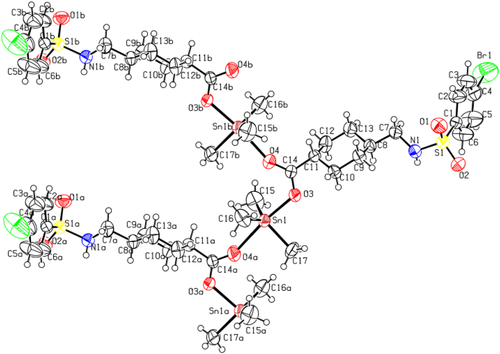 C3b C2b O1b
C4b C1b S1b C9b C13b
C7b C11b
C5b O2b N1b C8b C10b C12b O4b
C6b C14b
O3b C16b
Sn1b C15b
C17b O4
Br1
C3
C2 C4
O1 C1 C5
C12 C13 C7 C6
C11 C9 C8 N1 S1
C14 C10 O2
O3
C15
C16 Sn1
C17
C3a O1a
S1a C9a C13a
C7a C11a
C5a O2a N1a C8a C10a C12a O4a
C6a C14a
O3a C16a
Sn1a C15a
C17a